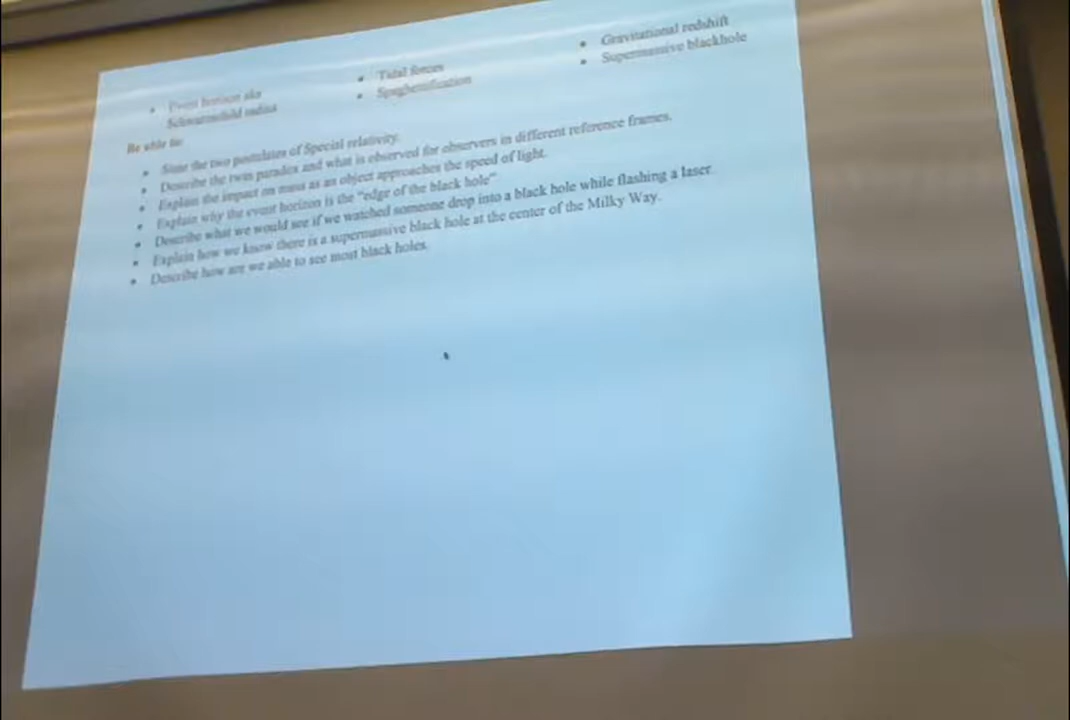 • Event horizon aka
Schwarzschild radius
• Tidal forces
• Spaghettification
• Gravitational redshift
• Supermassive blackhole
Be able to:
• State the two postulates of Special relativity.
• Describe the twin paradox and what is observed for observers in different reference frames.
• Explain the impact on mass as an object approaches the speed of light.
• Explain why the event horizon is the "edge of the black hole"
• Describe what we would see if we watched someone drop into a black hole while flashing a laser.
• Explain how we know there is a supermassive black hole at the center of the Milky Way.
• Describe how are we able to see most black holes.